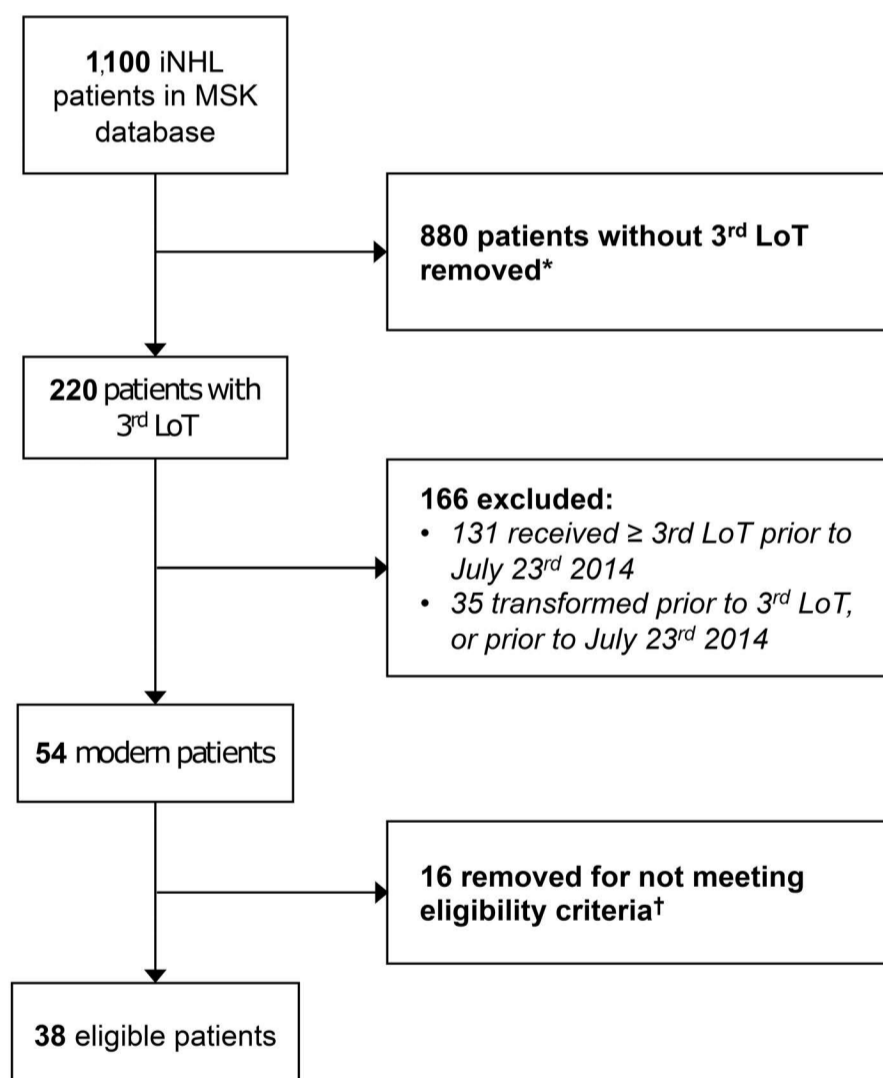 1,100 iNHL
patients in MSK
database
880 patients without 3rd LoT
removed*
220 patients with
3rd LoT
166 excluded:
• 131 received ≥ 3rd LoT prior to
July 23rd 2014
• 35 transformed prior to 3rd LoT,
or prior to July 23rd 2014
54 modern patients
16 removed for not meeting
eligibility criteria†
38 eligible patients